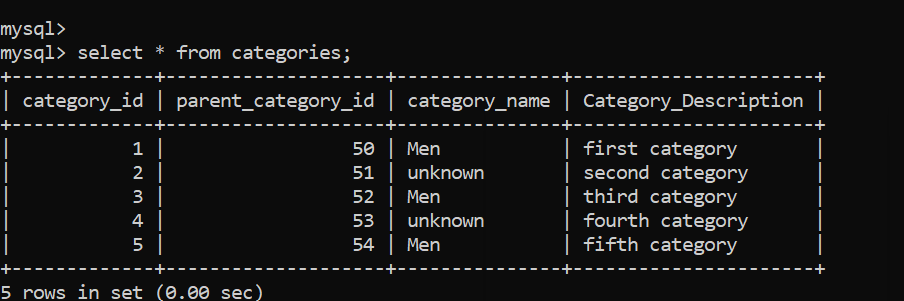 mysql>
mysql> select * from categories;
+-------------+--------------------+---------------+----------------------+
| category_id | parent_category_id | category_name | Category_Description |
+-------------+--------------------+---------------+----------------------+
|           1 |                 50 | Men           | first category       |
|           2 |                 51 | unknown       | second category      |
|           3 |                 52 | Men           | third category       |
|           4 |                 53 | unknown       | fourth category      |
|           5 |                 54 | Men           | fifth category       |
+-------------+--------------------+---------------+----------------------+
5 rows in set (0.00 sec)